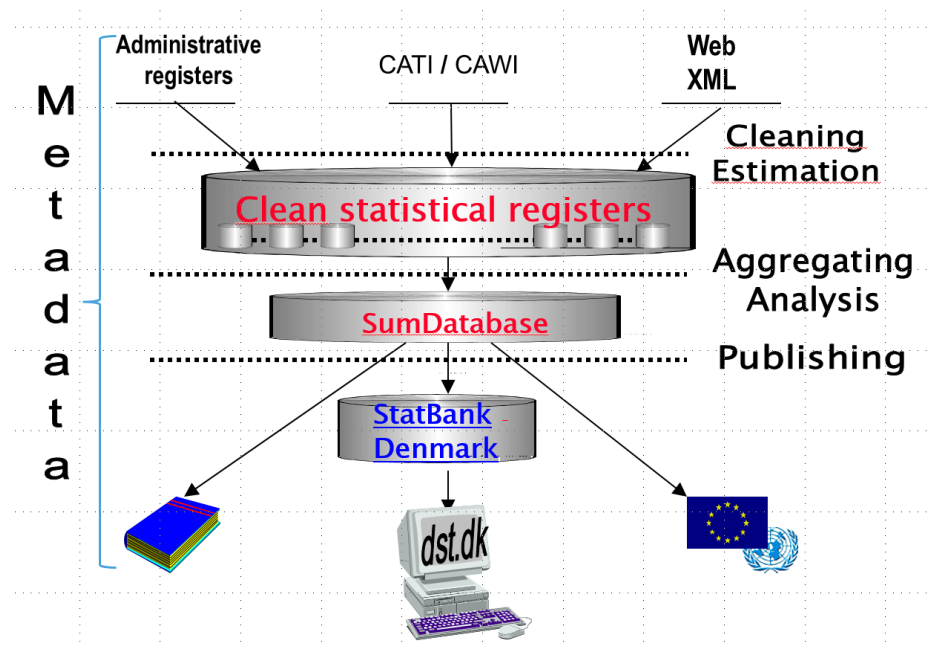 Administrative
registers
CATI / CAWI
Web
XML
Metadata
Cleaning
Estimation
Clean statistical registers
Aggregating
Analysis
SumDatabase
Publishing
StatBank
Denmark
dst.dk